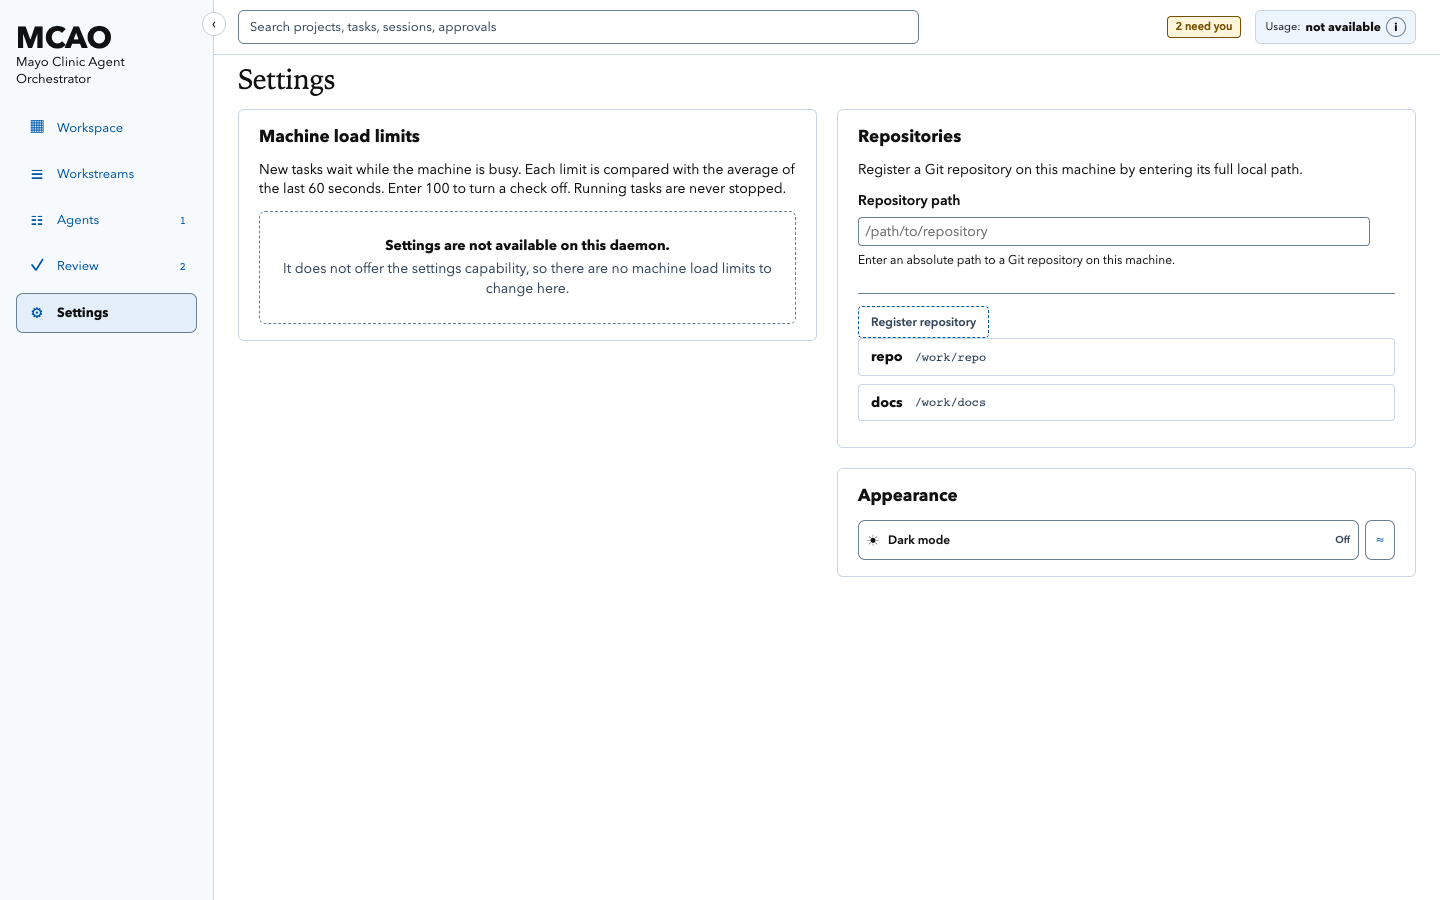 MCAO
Mayo Clinic Agent
Orchestrator
Workspace
Workstreams
Agents 1
Review 2
Settings
Search projects, tasks, sessions, approvals
2 need you
Usage: not available i
Settings
Machine load limits
New tasks wait while the machine is busy. Each limit is compared with the average of
the last 60 seconds. Enter 100 to turn a check off. Running tasks are never stopped.
Settings are not available on this daemon.
It does not offer the settings capability, so there are no machine load limits to
change here.
Repositories
Register a Git repository on this machine by entering its full local path.
Repository path
/path/to/repository
Enter an absolute path to a Git repository on this machine.
Register repository
repo /work/repo
docs /work/docs
Appearance
Dark mode Off